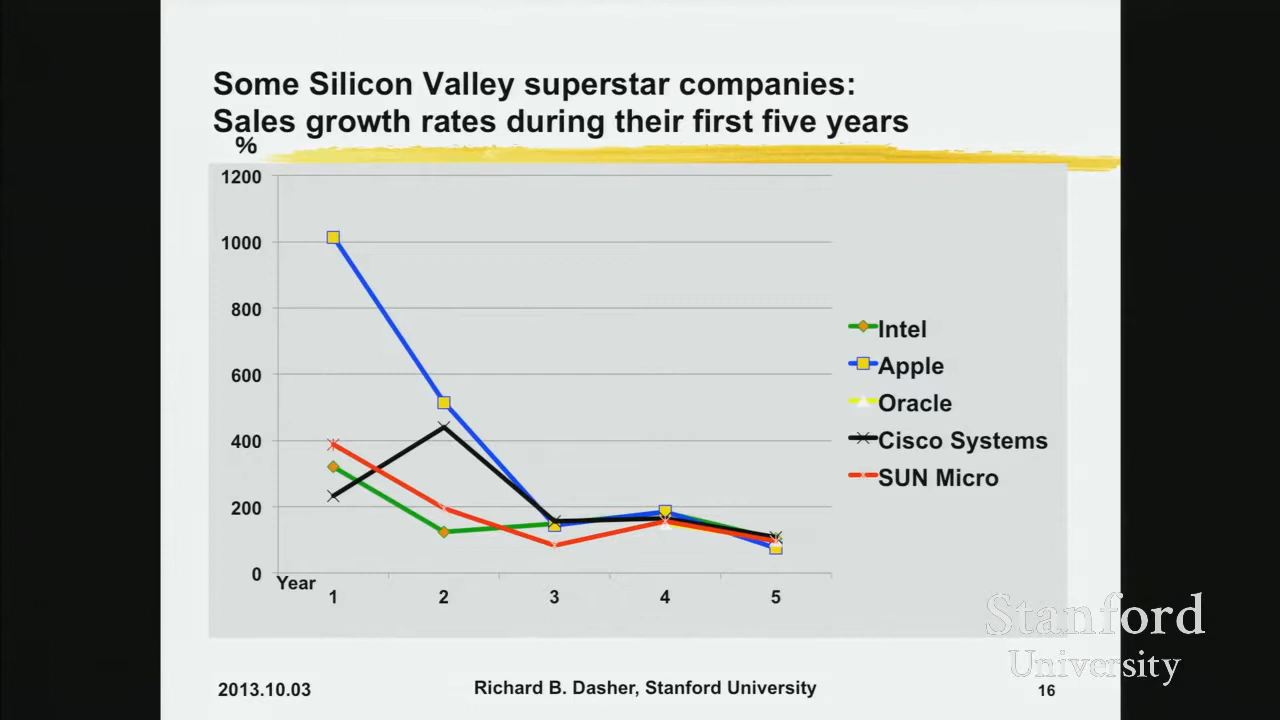 Some Silicon Valley superstar companies:
Sales growth rates during their first five years
%
1200
1000
800
600
400
200
0
Year
1 2 3 4 5
Intel
Apple
Oracle
Cisco Systems
SUN Micro
Stanford
University
2013.10.03 Richard B. Dasher, Stanford University 16